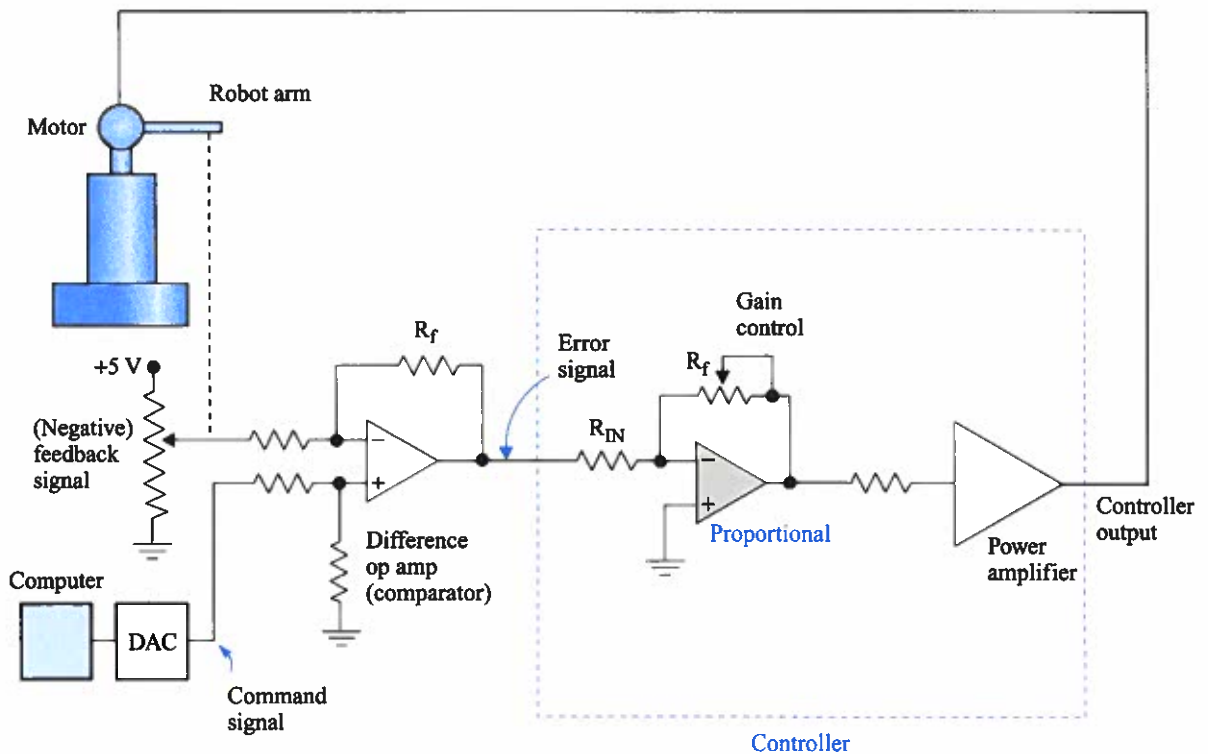 Robot arm
Motor
Gain
control
R_f
Error
signal
R_f
+5 V
(Negative)
feedback
signal
R_IN
−
+
−
+
Proportional
Controller
output
Difference
op amp
(comparator)
Power
amplifier
Computer
DAC
Command
signal
Controller